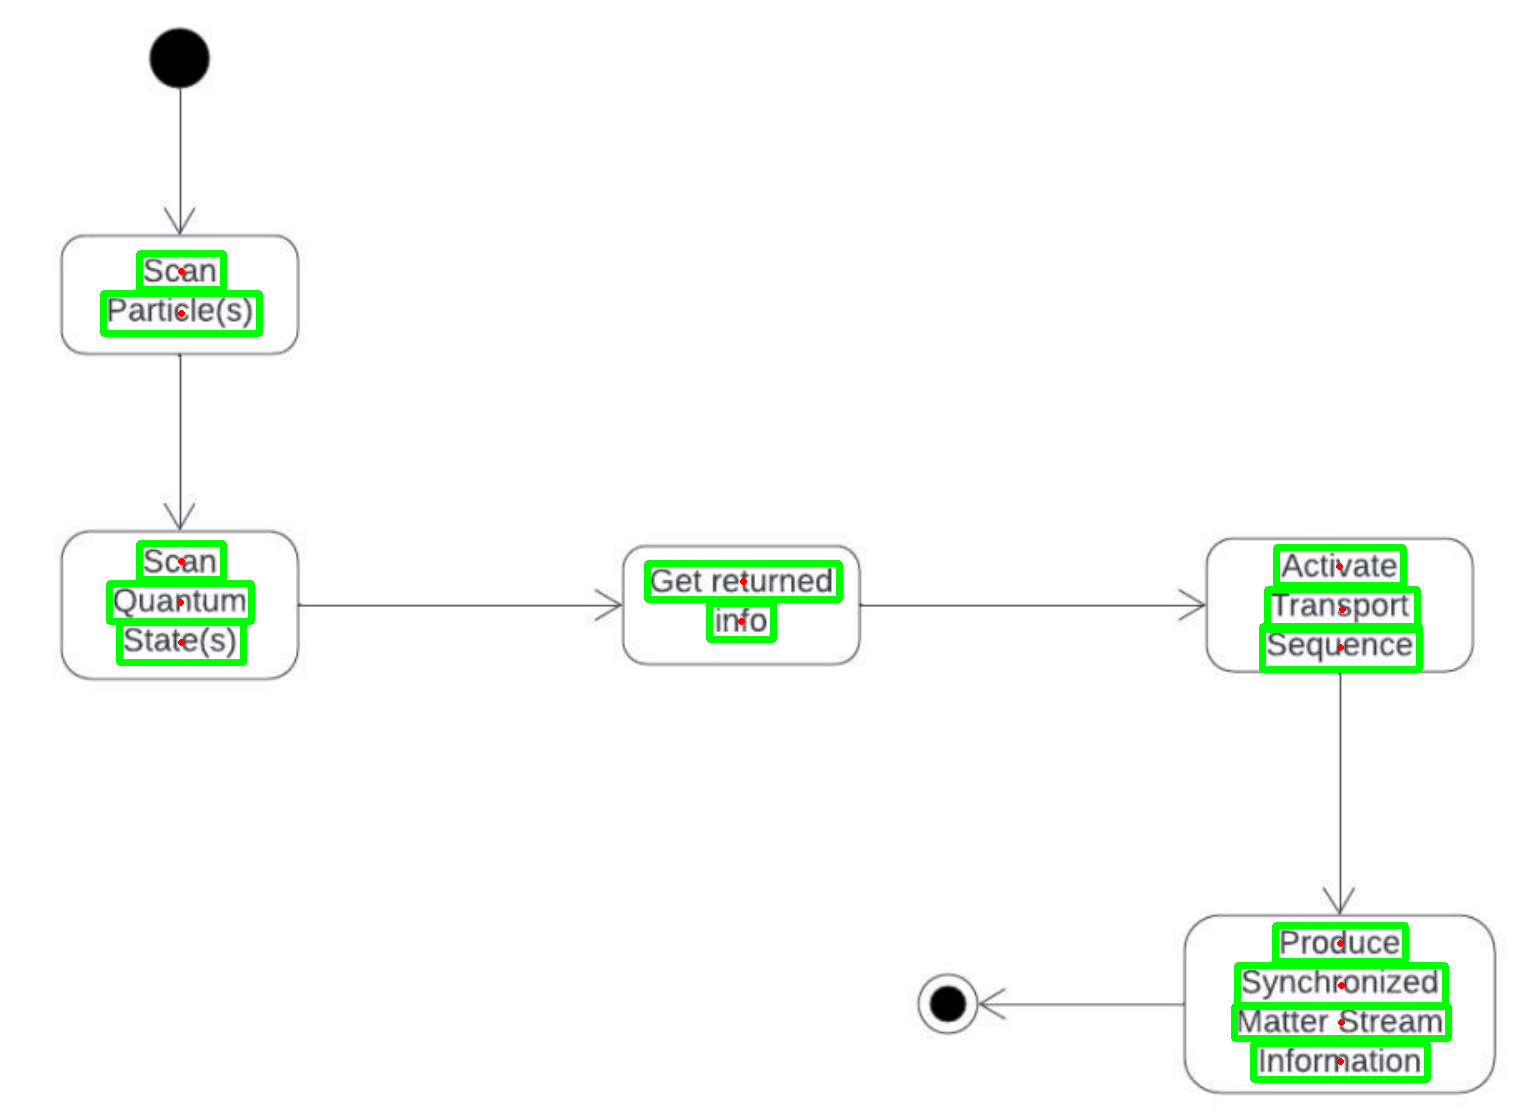 Scan
Particle(s)
Scan
Quantum
State(s)
Get returned
info
Activate
Transport
Sequence
Produce
Synchronized
Matter Stream
Information